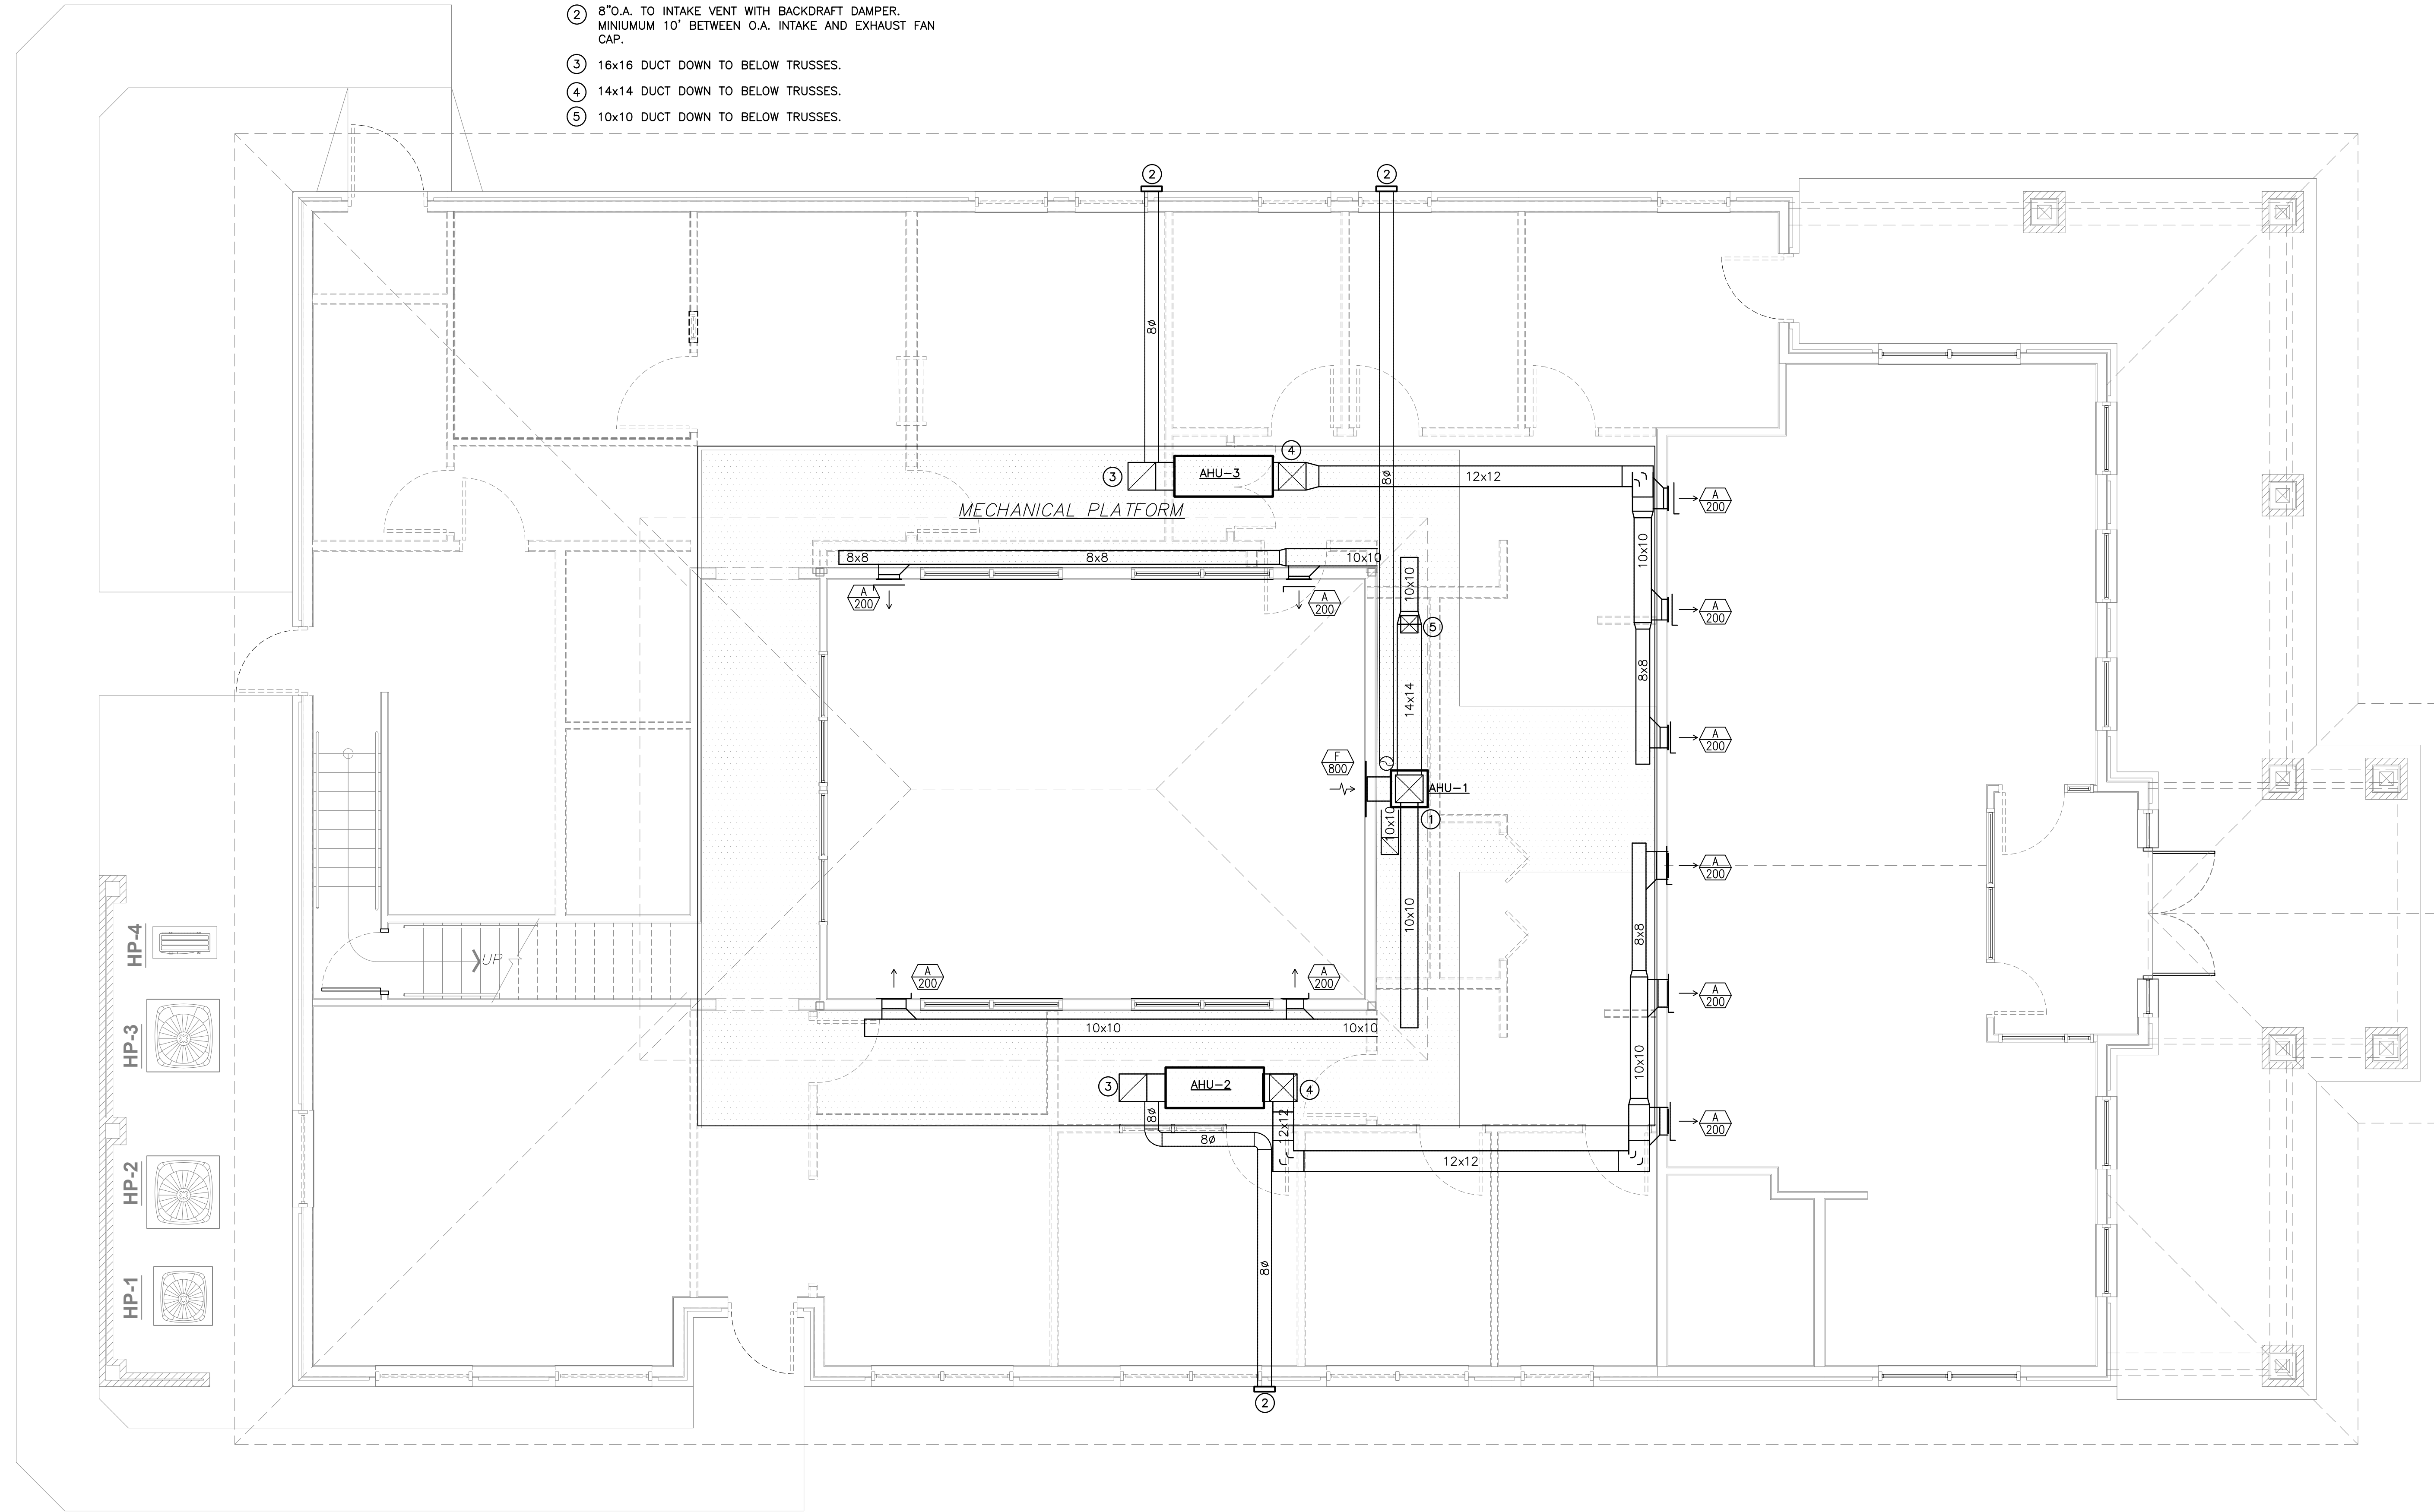 2 8"O.A. TO INTAKE VENT WITH BACKDRAFT DAMPER.
MINIUMUM 10' BETWEEN O.A. INTAKE AND EXHAUST FAN
CAP.
3 16x16 DUCT DOWN TO BELOW TRUSSES.
4 14x14 DUCT DOWN TO BELOW TRUSSES.
5 10x10 DUCT DOWN TO BELOW TRUSSES.
2
2
8ø
8ø
3
AHU-3
4
12x12
A
200
MECHANICAL PLATFORM
8x8
8x8
10x10
10x10
10x10
A
200
A
200
A
200
5
8x8
14x14
A
200
F
800
AHU-1
1
10x10
A
200
10x10
8x8
HP-4
UP
A
200
A
200
A
200
HP-3
10x10
10x10
10x10
3
AHU-2
4
8ø
2x12
A
200
8ø
12x12
HP-2
8ø
HP-1
2